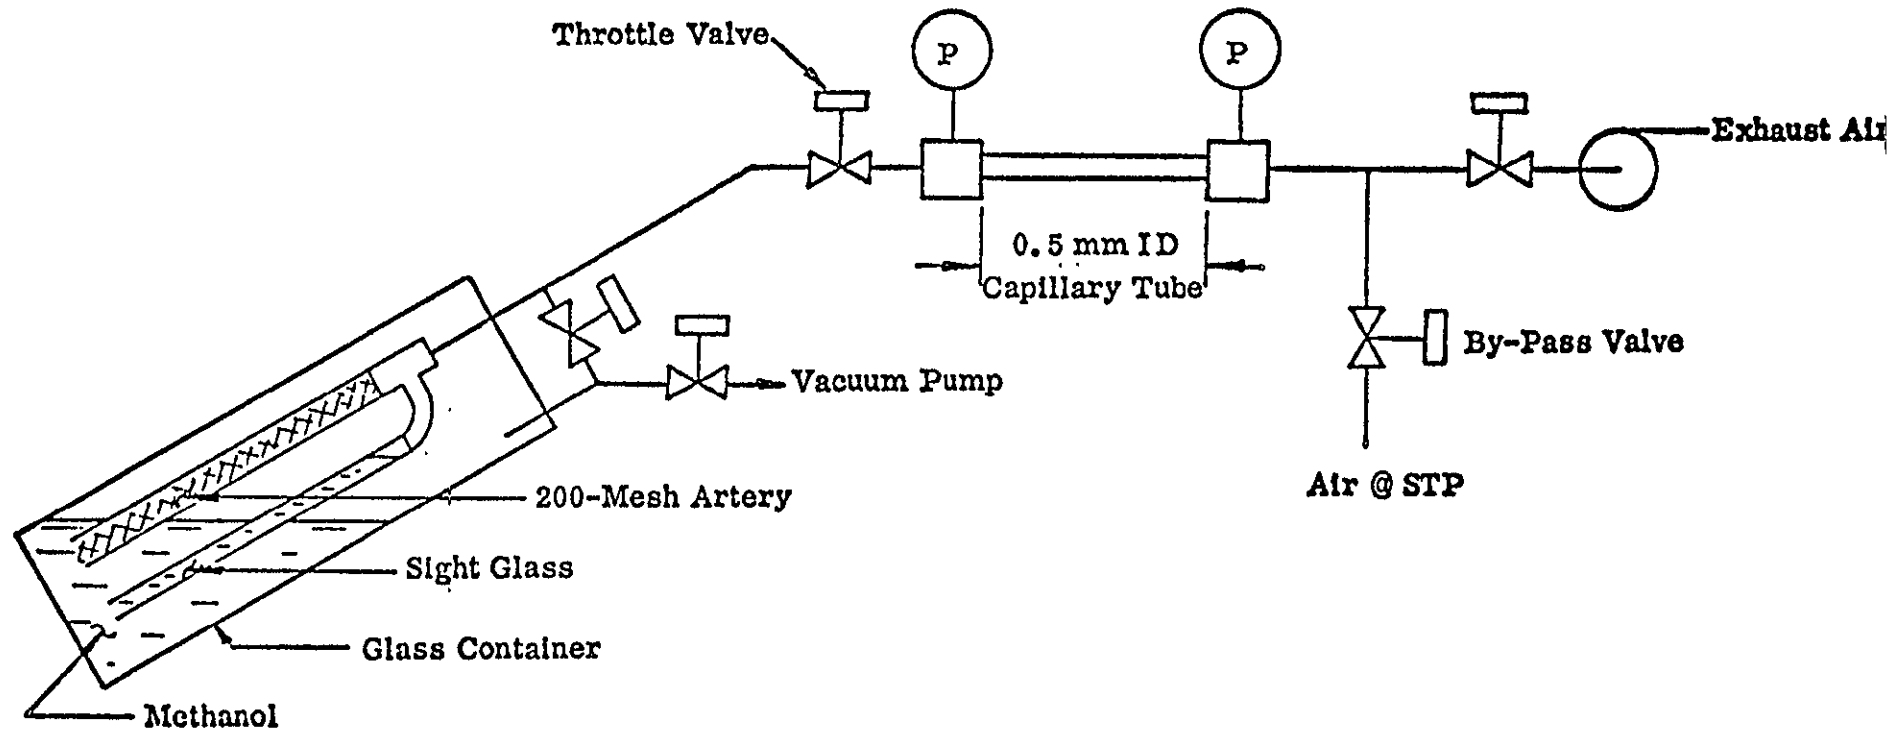 Throttle Valve
P
P
Exhaust Air
0.5 mm ID
Capillary Tube
By-Pass Valve
Vacuum Pump
Air @ STP
200-Mesh Artery
Sight Glass
Glass Container
Methanol